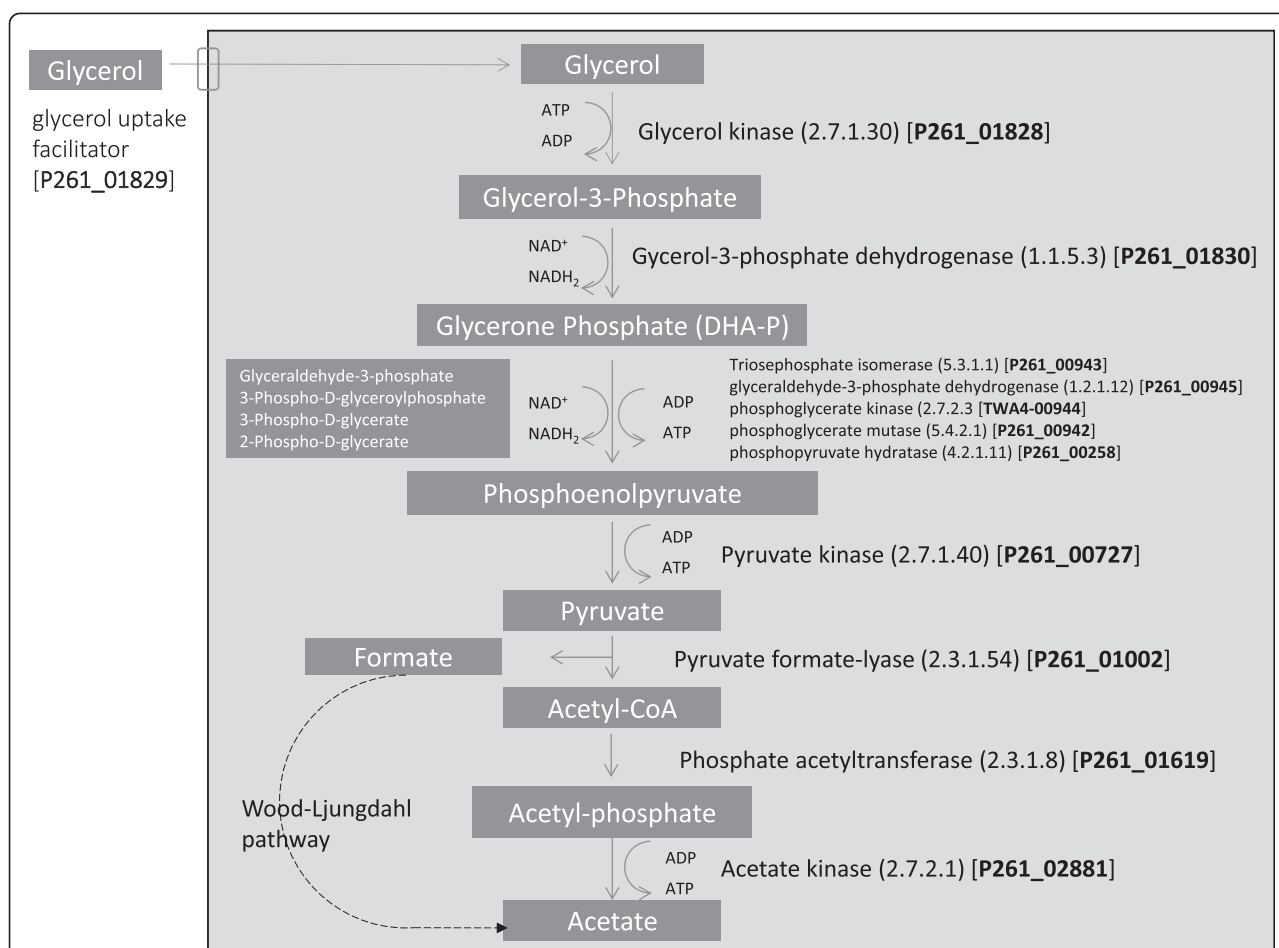 Glycerol
glycerol uptake
facilitator
[P261_01829]
Glycerol
ATP
ADP
Glycerol kinase (2.7.1.30) [P261_01828]
Glycerol-3-Phosphate
NAD⁺
NADH₂
Gycerol-3-phosphate dehydrogenase (1.1.5.3) [P261_01830]
Glycerone Phosphate (DHA-P)
Glyceraldehyde-3-phosphate
3-Phospho-D-glyceroylphosphate
3-Phospho-D-glycerate
2-Phospho-D-glycerate
NAD⁺
NADH₂
ADP
ATP
Triosephosphate isomerase (5.3.1.1) [P261_00943]
glyceraldehyde-3-phosphate dehydrogenase (1.2.1.12) [P261_00945]
phosphoglycerate kinase (2.7.2.3 [TWA4-00944]
phosphoglycerate mutase (5.4.2.1) [P261_00942]
phosphopyruvate hydratase (4.2.1.11) [P261_00258]
Phosphoenolpyruvate
ADP
ATP
Pyruvate kinase (2.7.1.40) [P261_00727]
Pyruvate
Formate
Pyruvate formate-lyase (2.3.1.54) [P261_01002]
Acetyl-CoA
Phosphate acetyltransferase (2.3.1.8) [P261_01619]
Wood-Ljungdahl
pathway
Acetyl-phosphate
ADP
ATP
Acetate kinase (2.7.2.1) [P261_02881]
Acetate